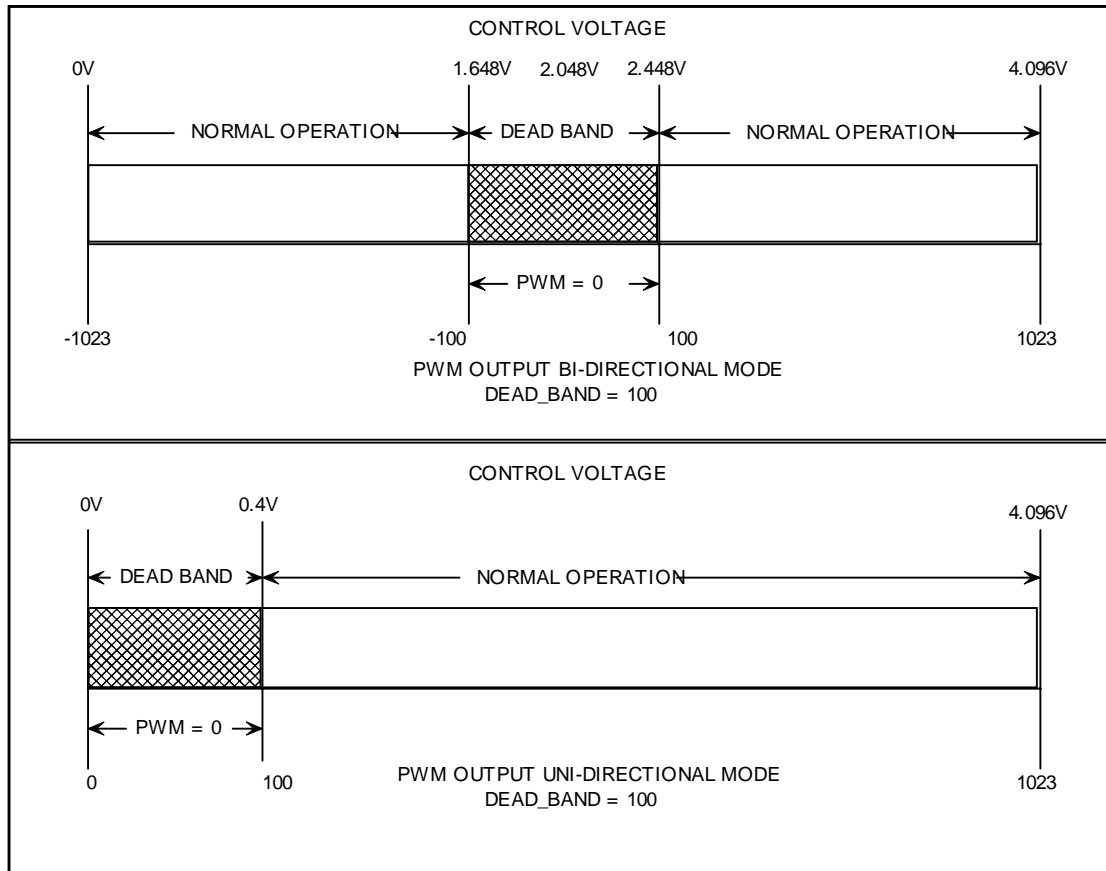 CONTROL VOLTAGE
0V 1.648V 2.048V 2.448V 4.096V
NORMAL OPERATION DEAD BAND NORMAL OPERATION
PWM = 0
-1023 -100 100 1023
PWM OUTPUT BI-DIRECTIONAL MODE
DEAD_BAND = 100
CONTROL VOLTAGE
0V 0.4V 4.096V
DEAD BAND NORMAL OPERATION
PWM = 0
0 100 PWM OUTPUT UNI-DIRECTIONAL MODE 1023
DEAD_BAND = 100